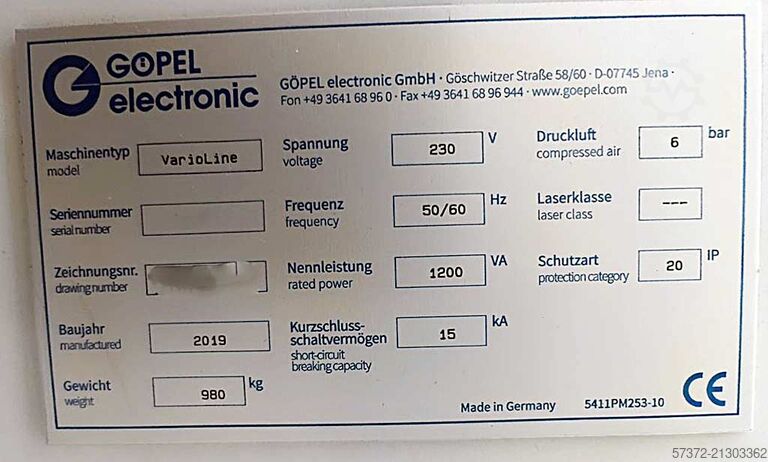 GÖPEL
electronic
GÖPEL electronic GmbH · Göschwitzer Straße 58/60 · D-07745 Jena ·
Fon +49 3641 68 96 0 · Fax +49 3641 68 96 944 · www.goepel.com
Maschinentyp
model
VarioLine
Seriennummer
serial number
Zeichnungsnr.
drawing number
Baujahr
manufactured
2019
Gewicht
weight
980
kg
Spannung
voltage
230
V
Frequenz
frequency
50/60
Hz
Nennleistung
rated power
1200
VA
Kurzschluss-
schaltvermögen
short-circuit
breaking capacity
15
kA
Druckluft
compressed air
6
bar
Laserklasse
laser class
---
Schutzart
protection category
20
IP
Made in Germany
5411PM253-10
CE
57372-21303362